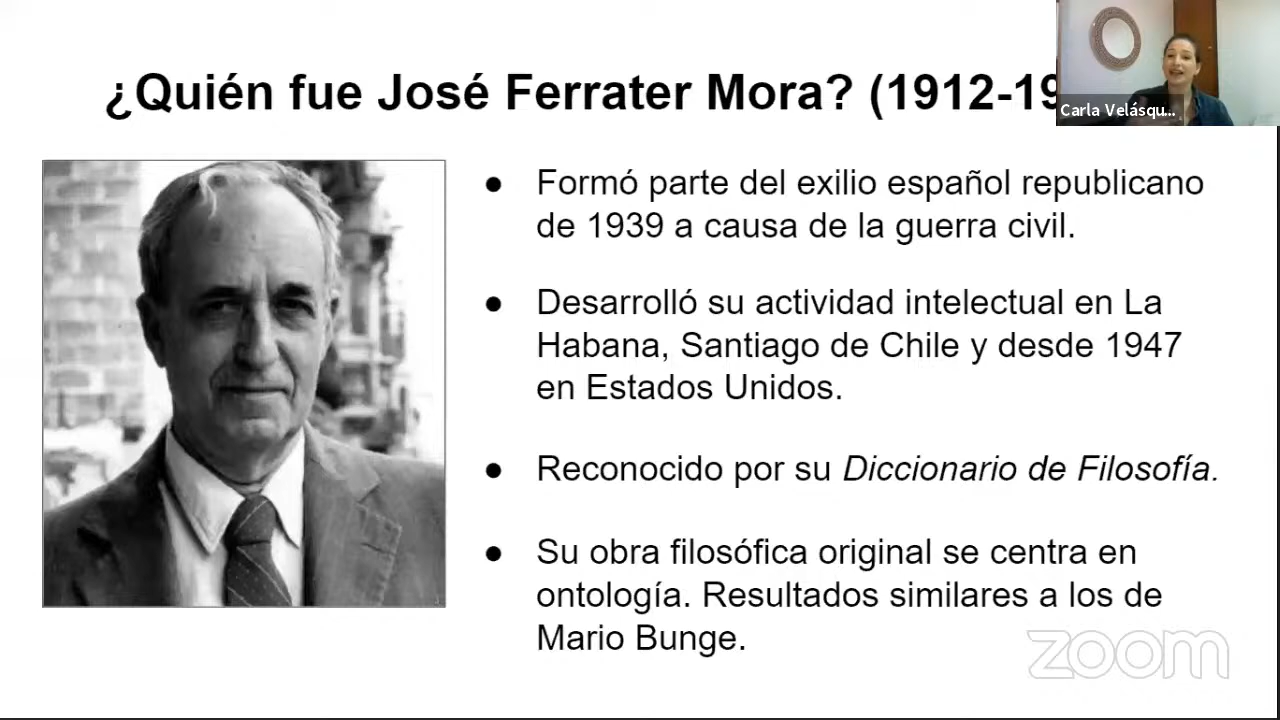 ¿Quién fue José Ferrater Mora? (1912-19
Carla Velásqu...
● Formó parte del exilio español republicano
de 1939 a causa de la guerra civil.
● Desarrolló su actividad intelectual en La
Habana, Santiago de Chile y desde 1947
en Estados Unidos.
● Reconocido por su Diccionario de Filosofía.
● Su obra filosófica original se centra en
ontología. Resultados similares a los de
Mario Bunge.
zoom